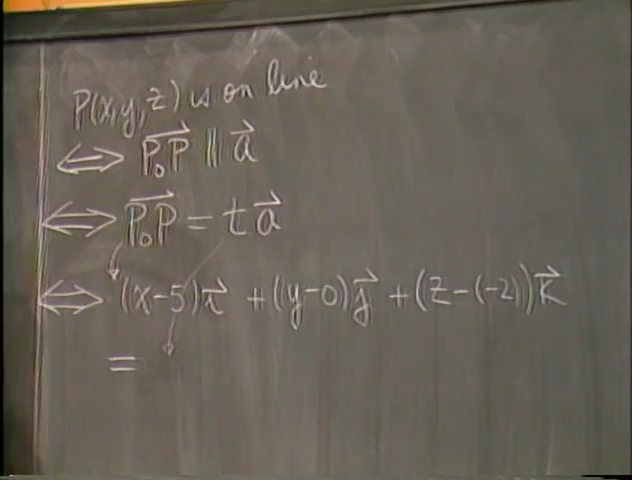 P(x,y,z) is on line
⟺ P₀P⃗ ∥ a⃗
⟺ P₀P⃗ = t a⃗
⟺ (x-5)i⃗ + (y-0)j⃗ + (z-(-2))k⃗
=